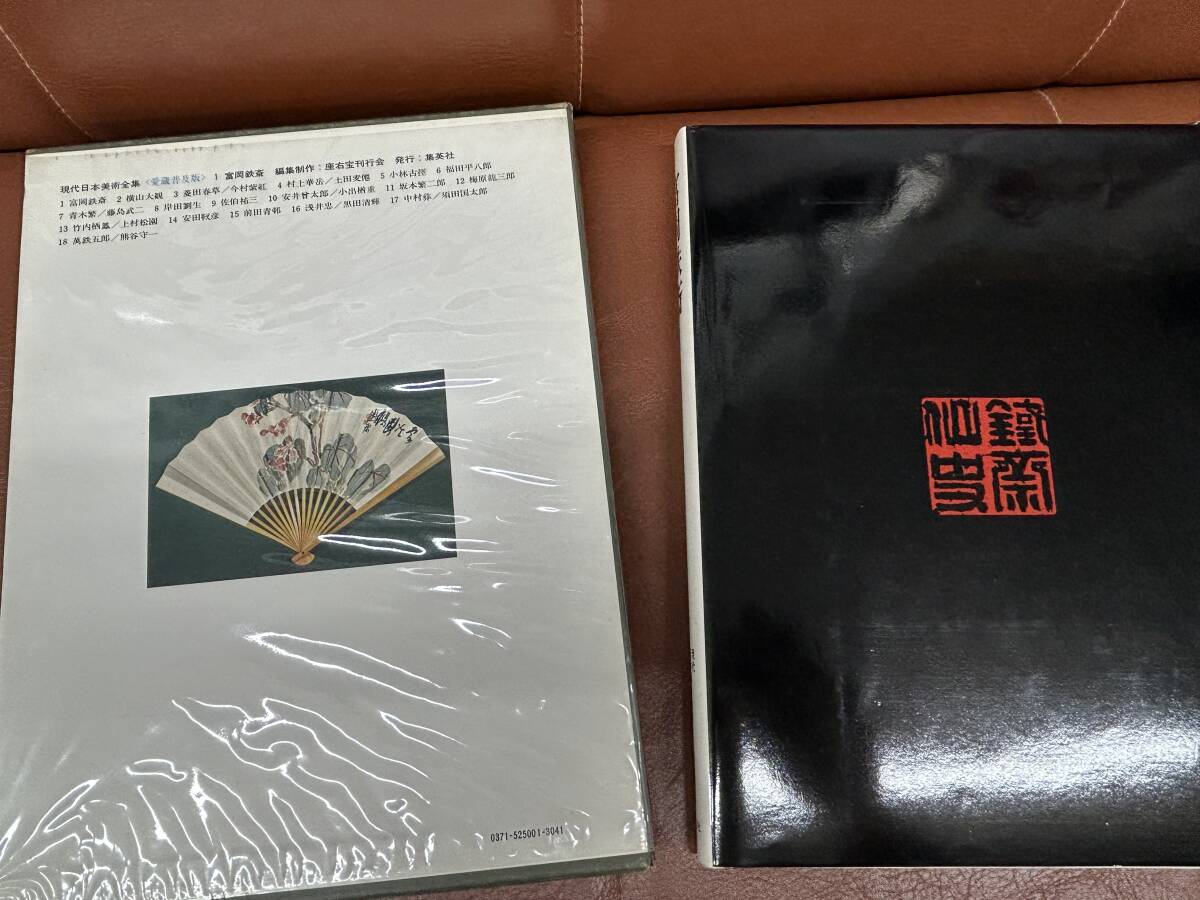 現代日本美術全集〈愛蔵普及版〉 1 富岡鉄斎 編集制作：座右宝刊行会 発行：集英社
1 富岡鉄斎 2 横山大観 3 菱田春草／今村紫紅 4 村上華岳／土田麦僊 5 小林古径 6 福田平八郎
7 青木繁／藤島武二 8 岸田劉生 9 佐伯祐三 10 安井曾太郎／小出楢重 11 坂本繁二郎 12 梅原龍三郎
13 竹内栖鳳／上村松園 14 安田靫彦 15 前田青邨 16 浅井忠／黒田清輝 17 中村彝／須田国太郎
18 萬鉄五郎／熊谷守一
0371-525001-3041
鐵斎
仙史